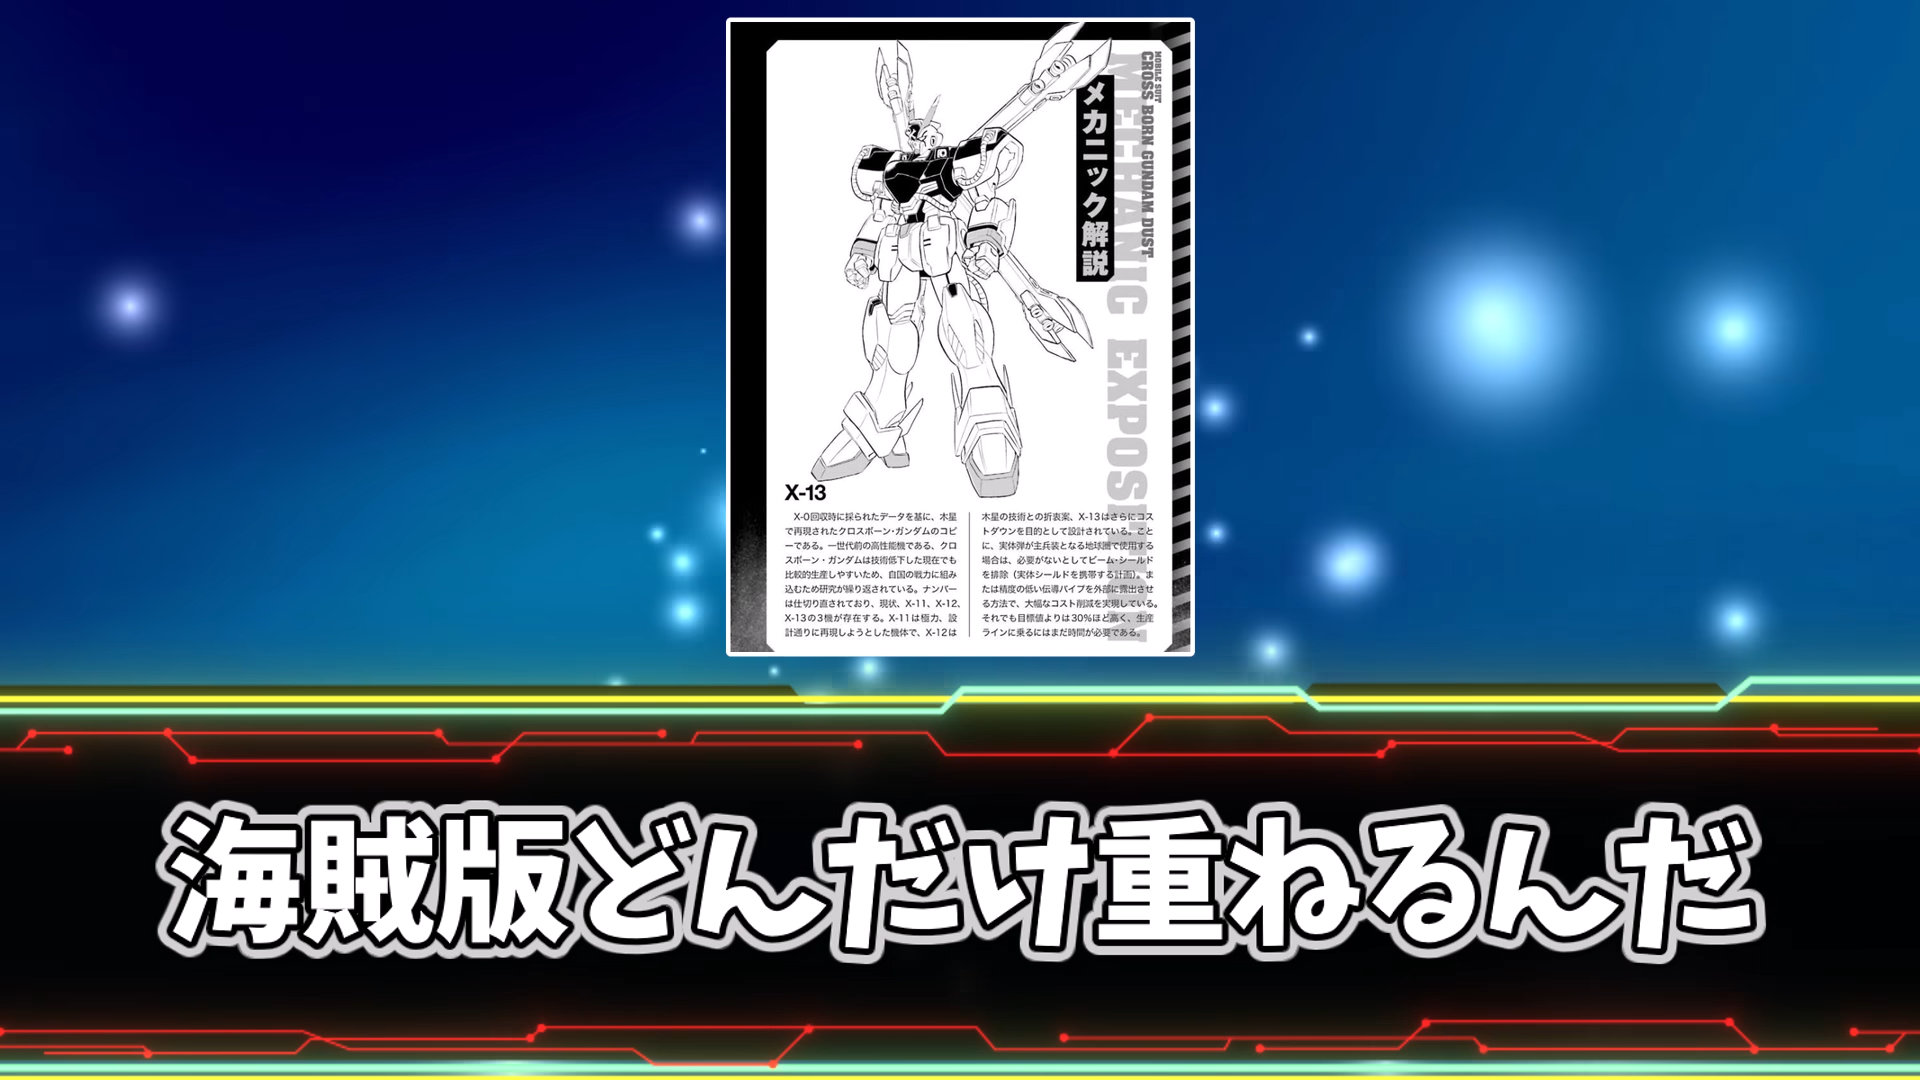 MOBILE SUIT
CROSS BORN GUNDAM DUST
MECHANIC EXPOSITION
メカニック解説
X-13
X-0回収時に採られたデータを基に、木星
で再現されたクロスボーン・ガンダムのコピ
ーである。一世代前の高性能機である、クロ
スボーン・ガンダムは技術低下した現在でも
比較的生産しやすいため、自国の戦力に組み
込むため研究が繰り返されている。ナンバー
は仕切り直されており、現状、X-11、X-12、
X-13の3機が存在する。X-11は極力、設
計通りに再現しようとした機体で、X-12は
木星の技術との折衷案、X-13はさらにコス
トダウンを目的として設計されている。こと
に、実体弾が主兵装となる地球圏で使用する
場合は、必要がないとしてビーム・シールド
を排除（実体シールドを携帯する計画）。ま
たは精度の低い伝導パイプを外部に露出させ
る方法で、大幅なコスト削減を実現している。
それでも目標値よりは30%ほど高く、生産
ラインに乗るにはまだ時間が必要である。
海賊版どんだけ重ねるんだ